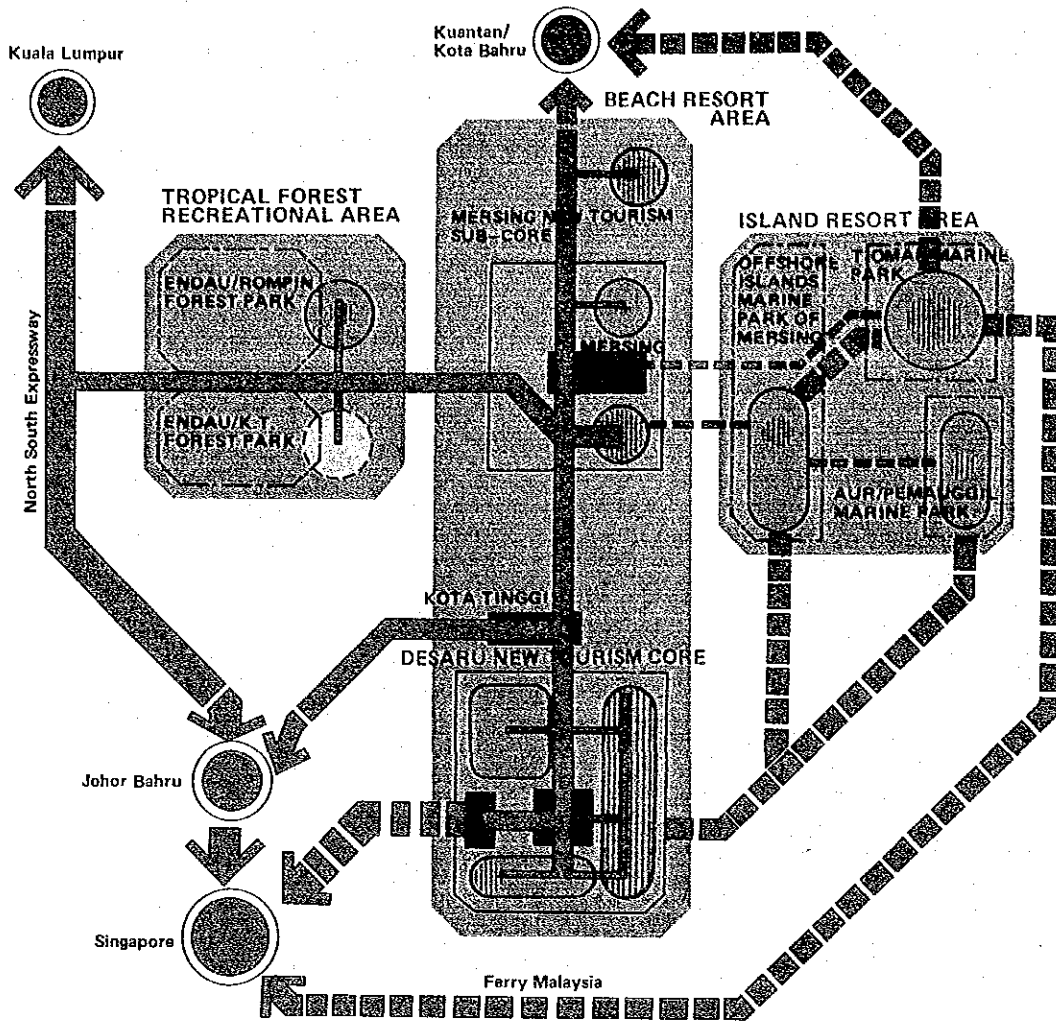 Kuala Lumpur
Kuantan/
Kota Bahru
BEACH RESORT
AREA
TROPICAL FOREST
RECREATIONAL AREA
MERSING NEW TOURISM
SUB-CORE
ISLAND RESORT AREA
ENDAU/ROMPIN
FOREST PARK
OFFSHORE
ISLANDS
MARINE
PARK OF
MERSING
TIOMAN MARINE
PARK
MERSING
ENDAU/K.T.
FOREST PARK
North South Expressway
AUR/PEMAUGGIL
MARINE PARK
KOTA TINGGI
DESARU NEW TOURISM CORE
Johor Bahru
Singapore
Ferry Malaysia